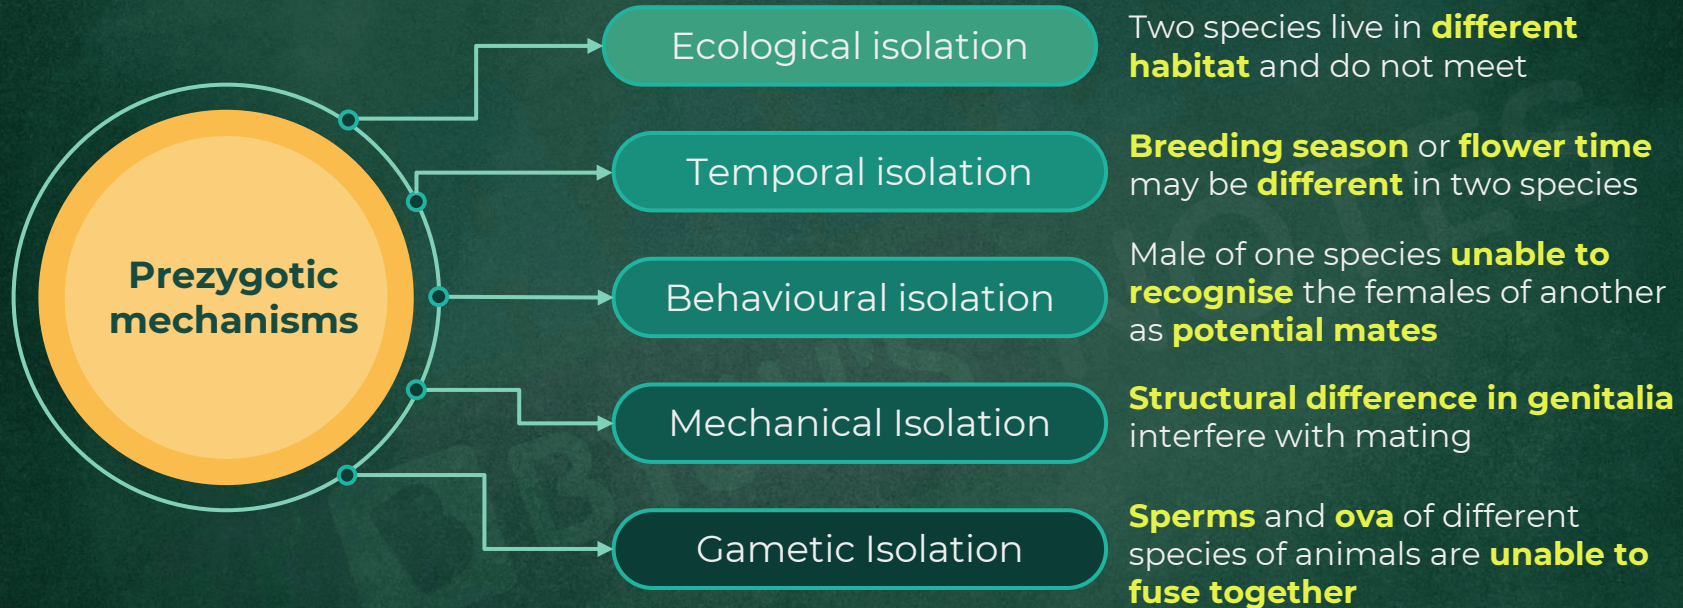 Prezygotic
mechanisms
Ecological isolation
Two species live in different
habitat and do not meet
Temporal isolation
Breeding season or flower time
may be different in two species
Behavioural isolation
Male of one species unable to
recognise the females of another
as potential mates
Mechanical Isolation
Structural difference in genitalia
interfere with mating
Gametic Isolation
Sperms and ova of different
species of animals are unable to
fuse together